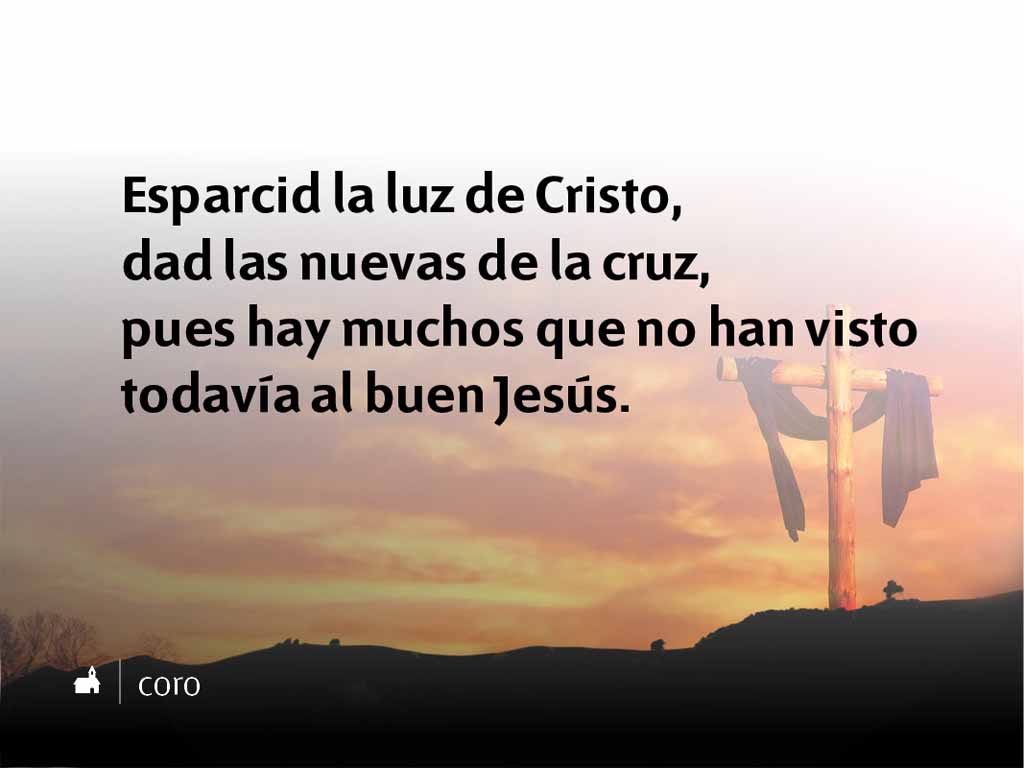 Esparcid la luz de Cristo,
dad las nuevas de la cruz,
pues hay muchos que no han visto
todavía al buen Jesús.
coro